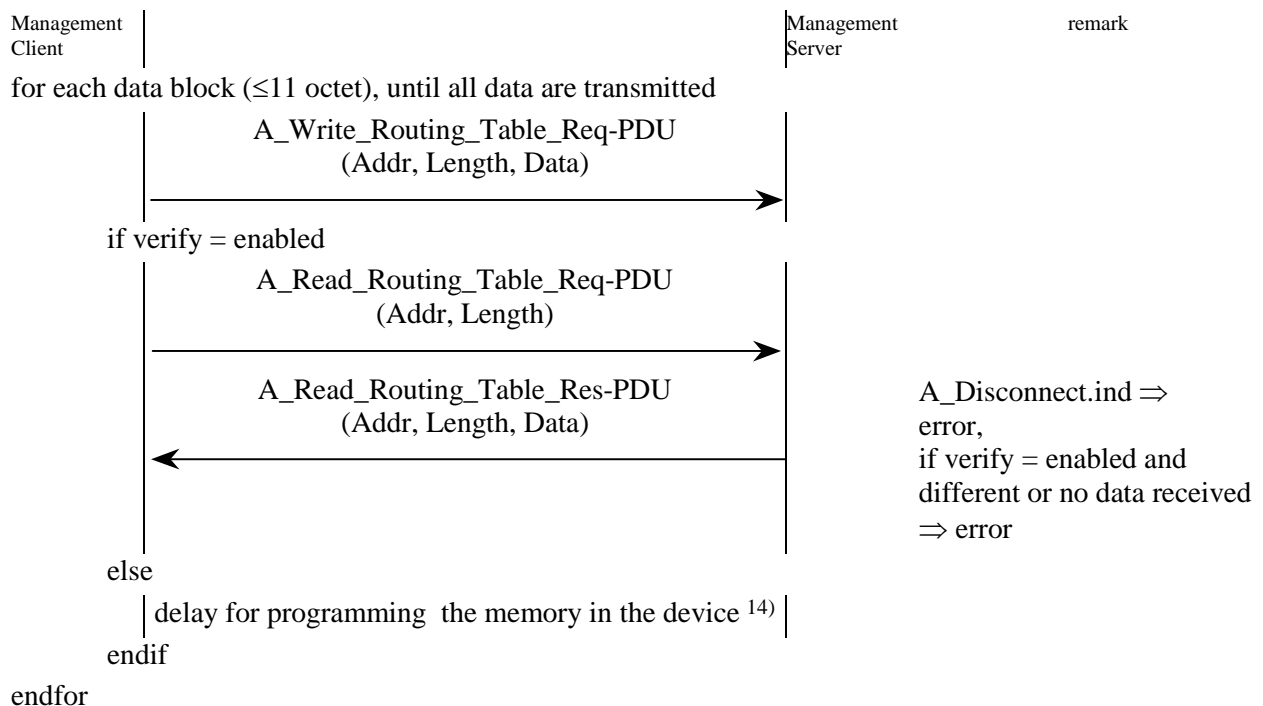 Management Client
Management Server
remark
for each data block (≤11 octet), until all data are transmitted
A_Write_Routing_Table_Req-PDU
(Addr, Length, Data)
if verify = enabled
A_Read_Routing_Table_Req-PDU
(Addr, Length)
A_Read_Routing_Table_Res-PDU
(Addr, Length, Data)
A_Disconnect.ind ⇒
error,
if verify = enabled and
different or no data received
⇒ error
else
delay for programming the memory in the device 14)
endif
endfor